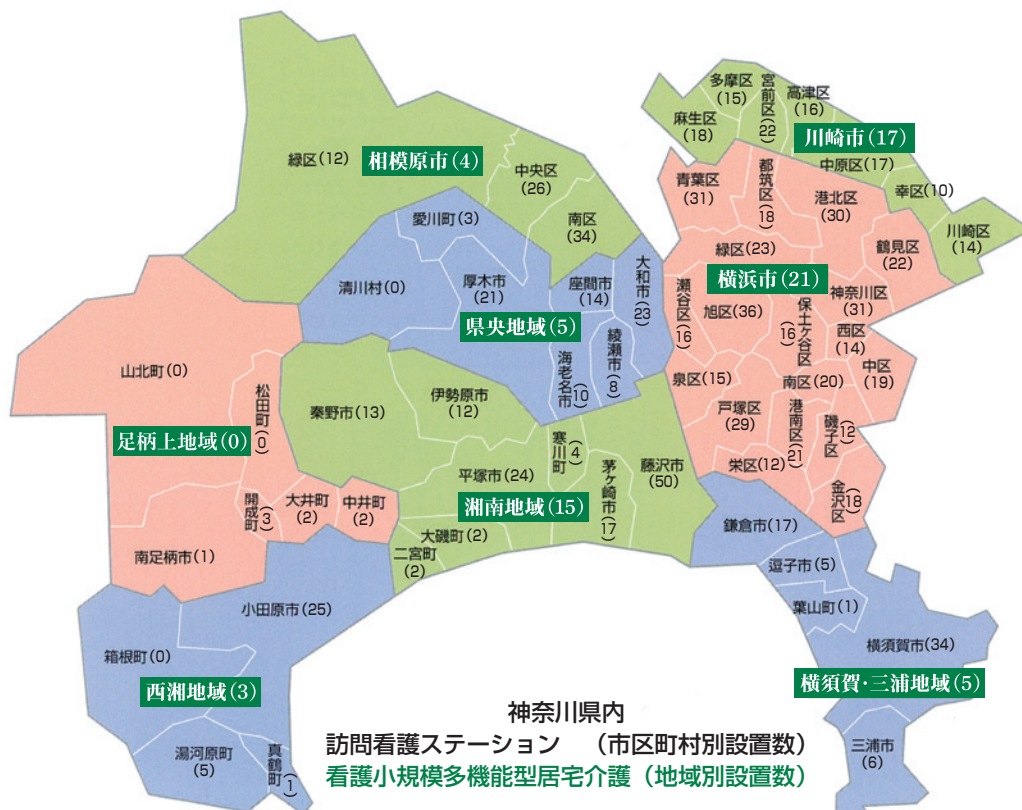 多摩区
(15)
宮前区
(22)
高津区
(16)
麻生区
(18)
川崎市(17)
中原区(17)
幸区(10)
川崎区
(14)
緑区(12)
相模原市(4)
中央区
(26)
南区
(34)
青葉区
(31)
都筑区
(18)
港北区
(30)
鶴見区
(22)
緑区(23)
横浜市(21)
神奈川区
(31)
瀬谷区
(16)
旭区(36)
保土ヶ谷区
(16)
西区
(14)
中区
(19)
泉区(15)
南区(20)
戸塚区
(29)
港南区
(21)
磯子区
(12)
栄区(12)
金沢区
(18)
愛川町(3)
清川村(0)
厚木市
(21)
座間市
(14)
大和市
(23)
県央地域(5)
海老名市
(10)
綾瀬市
(8)
山北町(0)
松田町
(0)
足柄上地域(0)
開成町
(3)
大井町
(2)
中井町
(2)
南足柄市(1)
秦野市(13)
伊勢原市
(12)
平塚市(24)
寒川町
(4)
茅ヶ崎市
(17)
藤沢市
(50)
湘南地域(15)
大磯町(2)
二宮町
(2)
小田原市(25)
箱根町(0)
西湘地域(3)
湯河原町
(5)
真鶴町
(1)
鎌倉市(17)
逗子市(5)
葉山町(1)
横須賀市(34)
横須賀・三浦地域(5)
三浦市
(6)
神奈川県内
訪問看護ステーション (市区町村別設置数)
看護小規模多機能型居宅介護(地域別設置数)